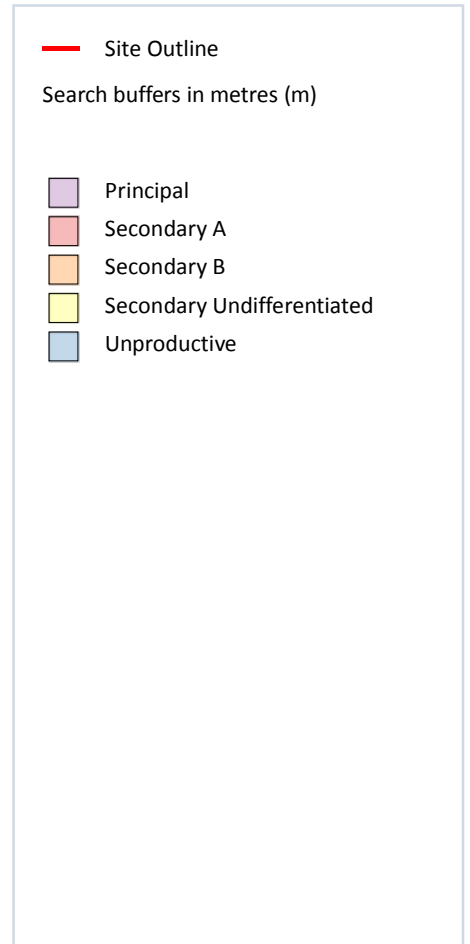 Site Outline
Search buffers in metres (m)
Principal
Secondary A
Secondary B
Secondary Undifferentiated
Unproductive